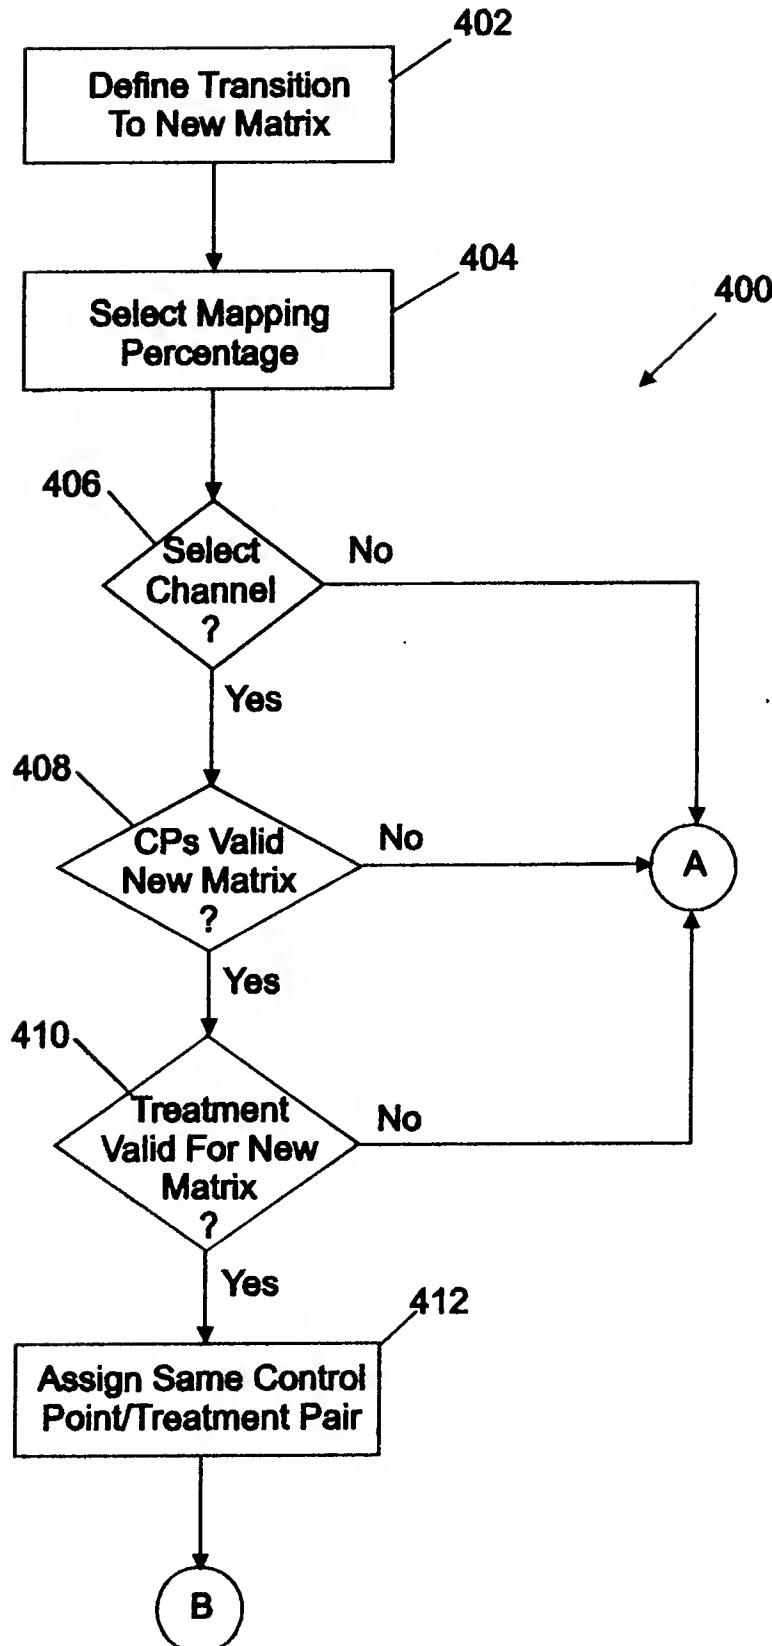 402
Define Transition
To New Matrix
404
Select Mapping
Percentage
400
406
Select
Channel
?
No
Yes
408
CPs Valid
New Matrix
?
No
A
Yes
410
Treatment
Valid For New
Matrix
?
No
Yes
412
Assign Same Control
Point/Treatment Pair
B